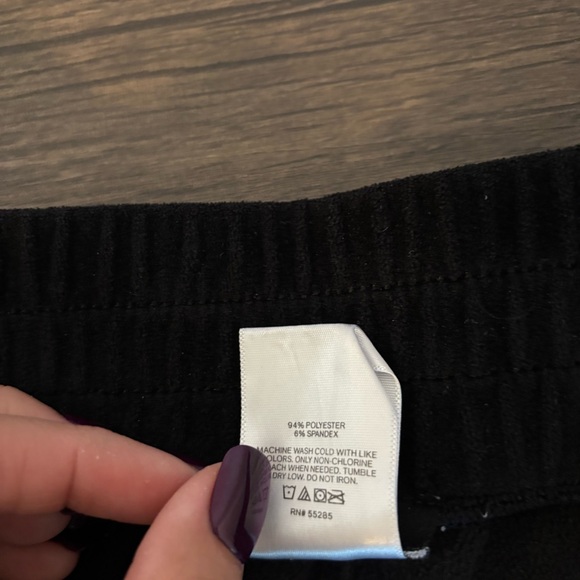 94% POLYESTER
6% SPANDEX
MACHINE WASH COLD WITH LIKE
COLORS. ONLY NON-CHLORINE
BLEACH WHEN NEEDED. TUMBLE
DRY LOW. DO NOT IRON.
RN# 55285